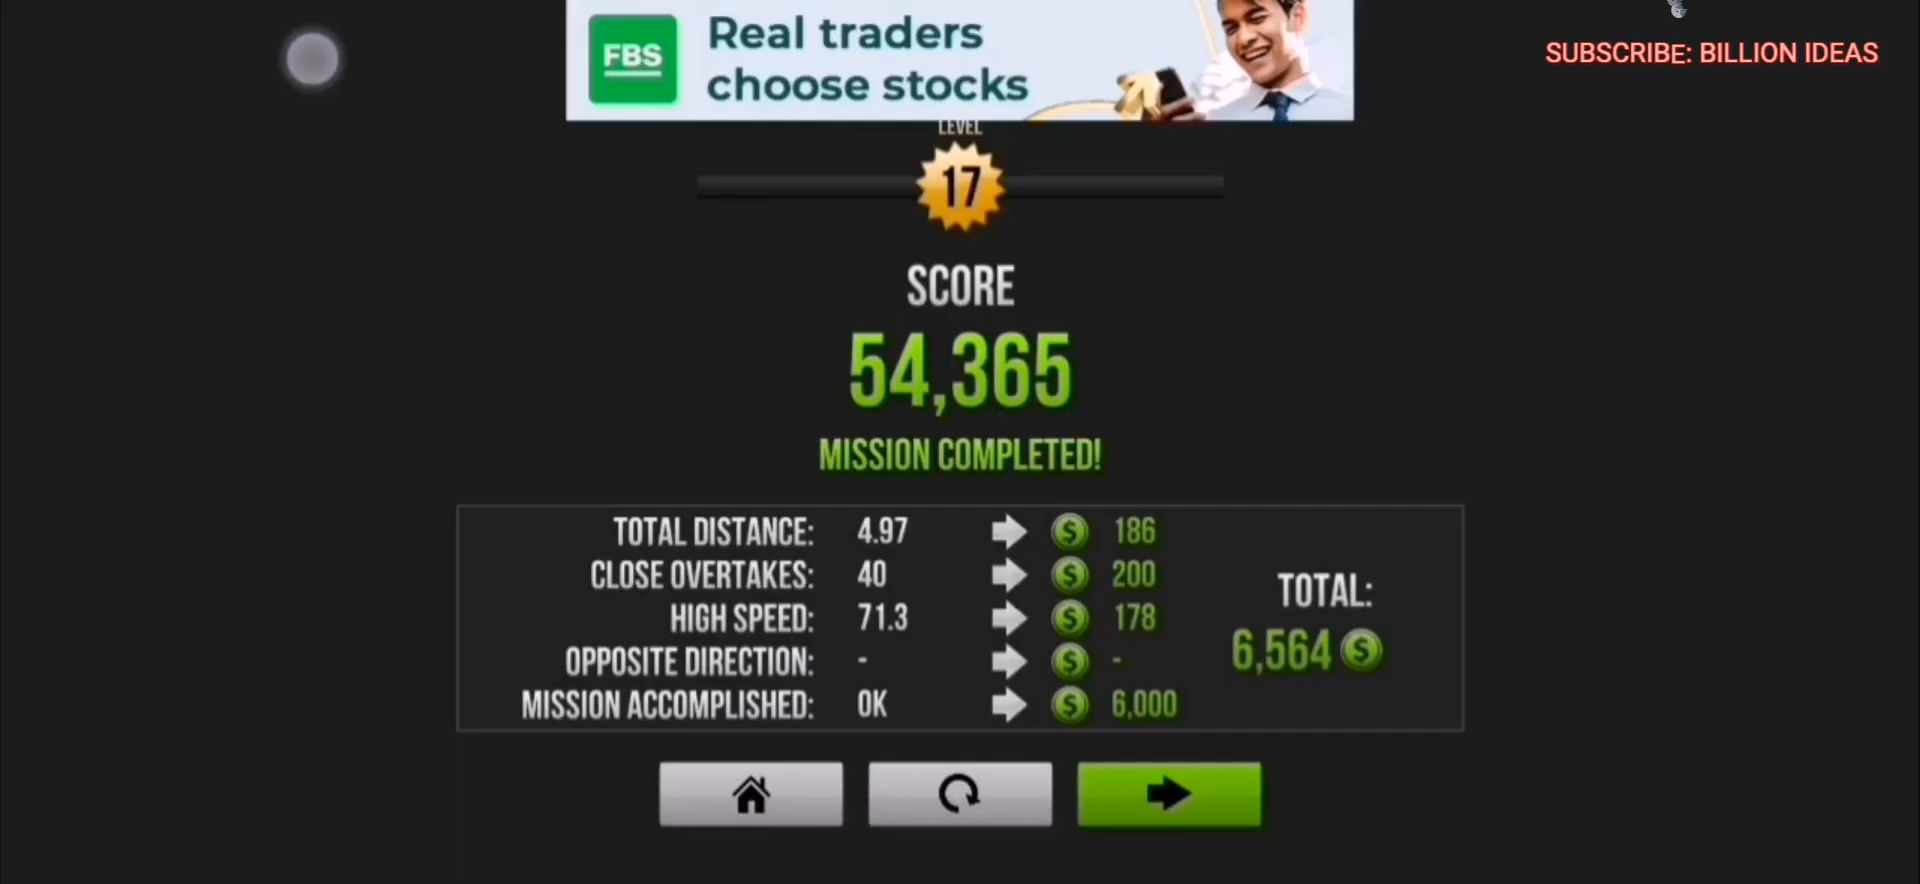 FBS
Real traders
choose stocks
SUBSCRIBE: BILLION IDEAS
LEVEL
17
SCORE
54,365
MISSION COMPLETED!
TOTAL DISTANCE: 4.97 $ 186
CLOSE OVERTAKES: 40 $ 200
HIGH SPEED: 71.3 $ 178
OPPOSITE DIRECTION: - $ -
MISSION ACCOMPLISHED: OK $ 6,000
TOTAL:
6,564 $